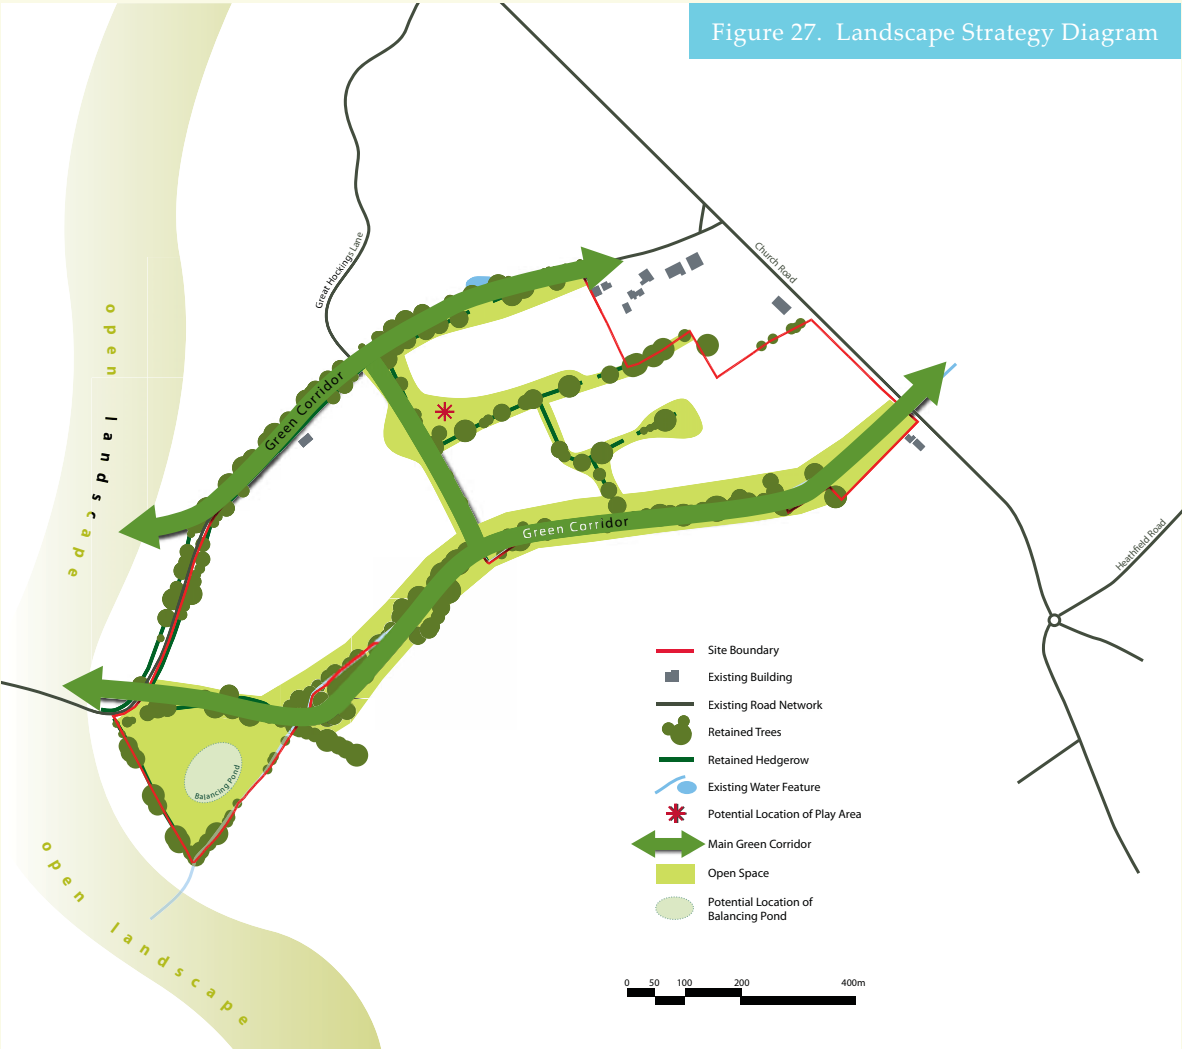 Figure 27. Landscape Strategy Diagram
Great Hockings Lane
Church Road
open landscape
Green Corridor
Green Corridor
Heathfield Road
Balancing Pond
open landscape
Site Boundary
Existing Building
Existing Road Network
Retained Trees
Retained Hedgerow
Existing Water Feature
Potential Location of Play Area
Main Green Corridor
Open Space
Potential Location of
Balancing Pond
0 50 100 200 400m